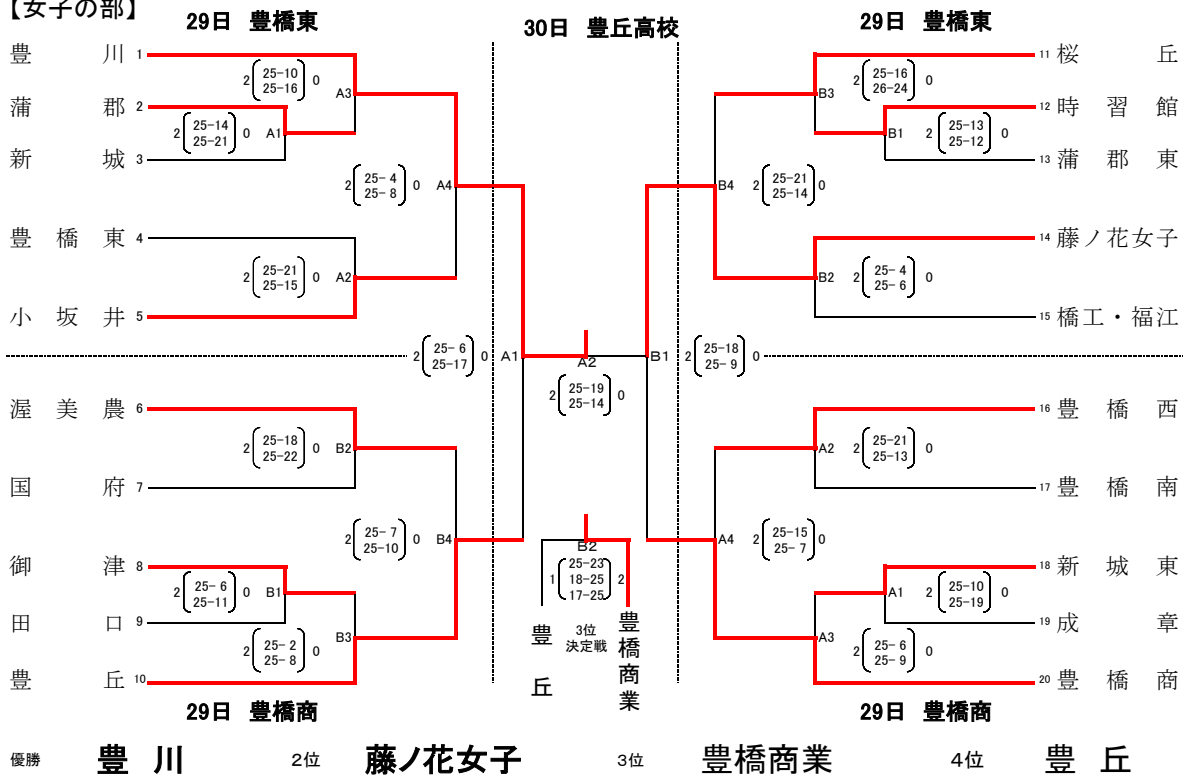 【女子の部】
29日 豊橋東
30日 豊丘高校
29日 豊橋東
豊川 1
蒲郡 2
新城 3
豊橋東 4
小坂井 5
渥美農 6
国府 7
御津 8
田口 9
豊丘 10
2 25-10 0 A3
25-16
2 25-14 0 A1
25-21
2 25-4 0 A4
25-8
2 25-21 0 A2
25-15
2 25-6 0 A1
25-17
2 25-18 0 B2
25-22
2 25-7 0 B4
25-10
2 25-6 0 B1
25-11
2 25-2 0 B3
25-8
A2
2 25-19 0
25-14
B2
25-23
1 18-25 2
17-25
3位
決定戦
豊丘
豊橋商業
11 桜丘
12 時習館
13 蒲郡東
14 藤ノ花女子
15 橋工・福江
16 豊橋西
17 豊橋南
18 新城東
19 成章
20 豊橋商
B3 2 25-16 0
26-24
B1 2 25-13 0
25-12
B4 2 25-21 0
25-14
B2 2 25-4 0
25-6
B1 2 25-18 0
25-9
A2 2 25-21 0
25-13
A4 2 25-15 0
25-7
A1 2 25-10 0
25-19
A3 2 25-6 0
25-9
29日 豊橋商
29日 豊橋商
優勝 豊川 2位 藤ノ花女子 3位 豊橋商業 4位 豊丘